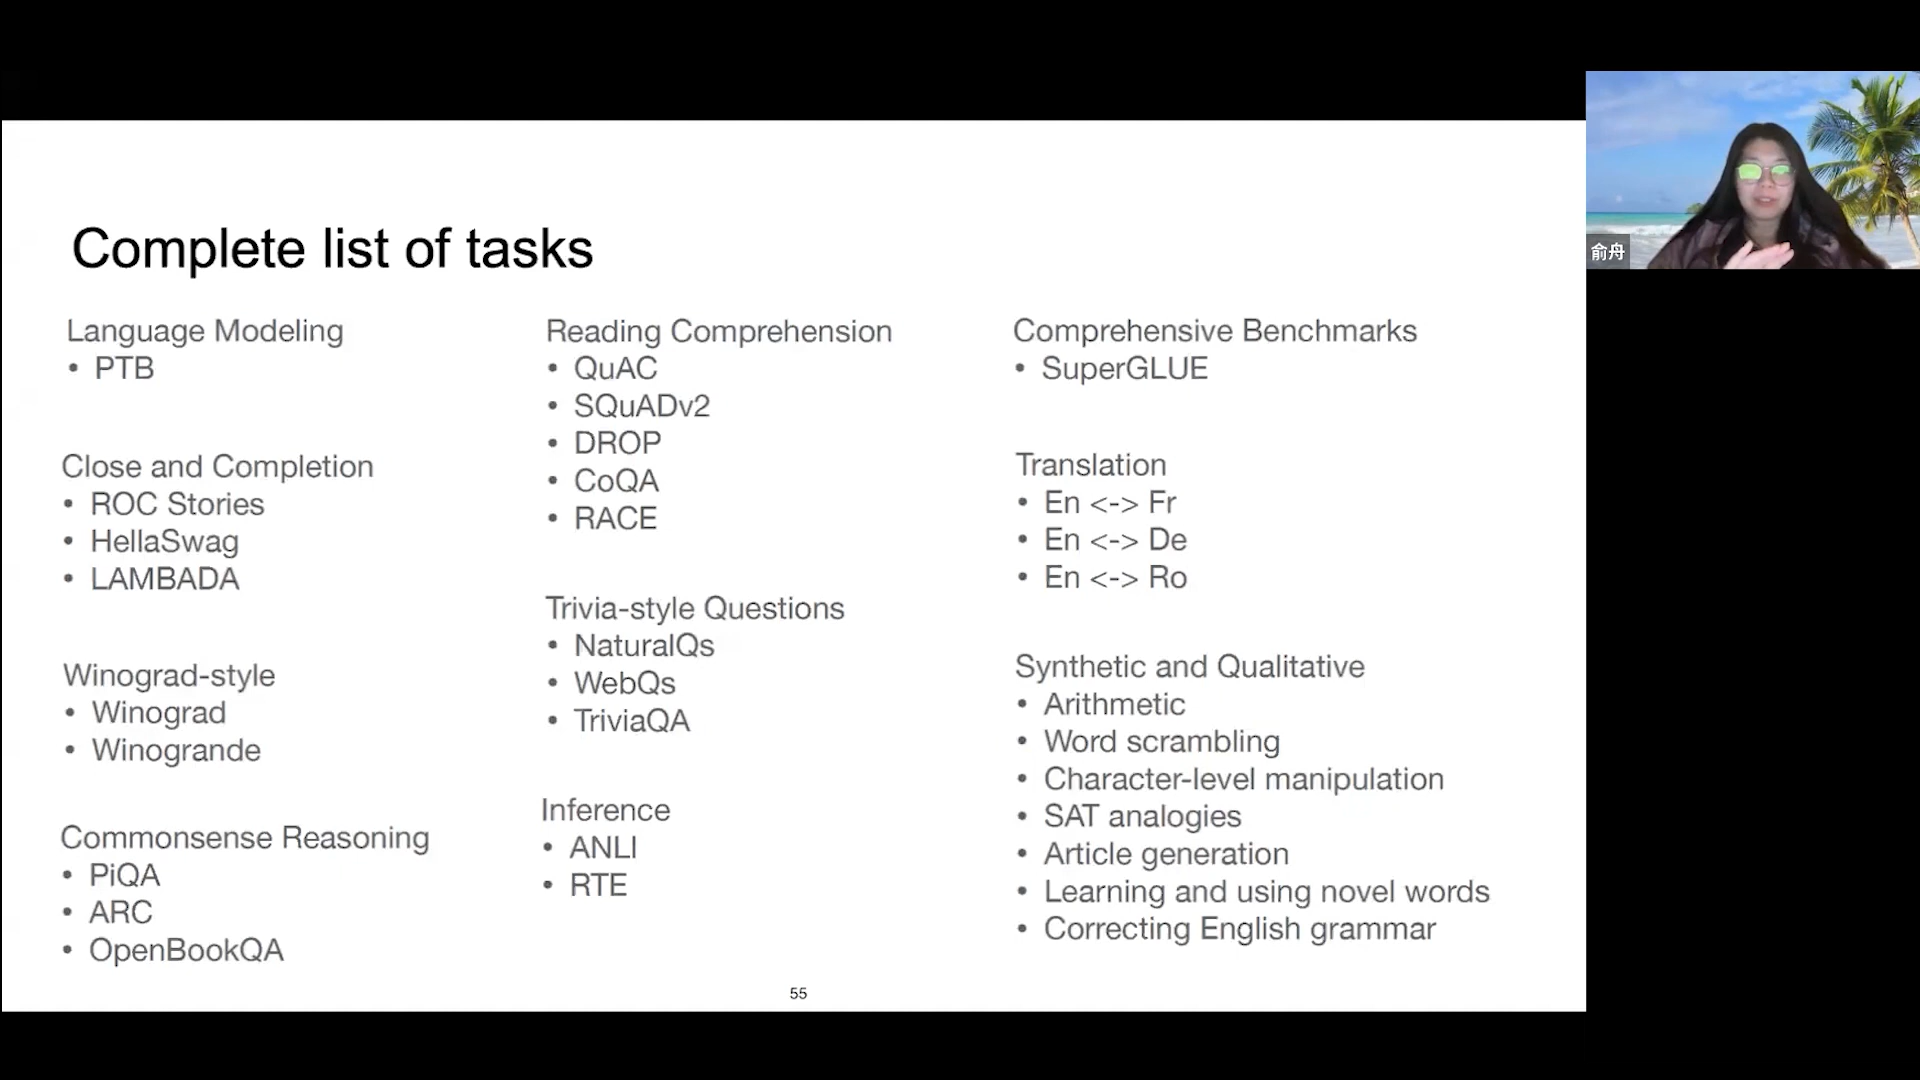 Complete list of tasks
Language Modeling
• PTB
Close and Completion
• ROC Stories
• HellaSwag
• LAMBADA
Winograd-style
• Winograd
• Winogrande
Commonsense Reasoning
• PiQA
• ARC
• OpenBookQA
Reading Comprehension
• QuAC
• SQuADv2
• DROP
• CoQA
• RACE
Trivia-style Questions
• NaturalQs
• WebQs
• TriviaQA
Inference
• ANLI
• RTE
Comprehensive Benchmarks
• SuperGLUE
Translation
• En <-> Fr
• En <-> De
• En <-> Ro
Synthetic and Qualitative
• Arithmetic
• Word scrambling
• Character-level manipulation
• SAT analogies
• Article generation
• Learning and using novel words
• Correcting English grammar
55
俞舟